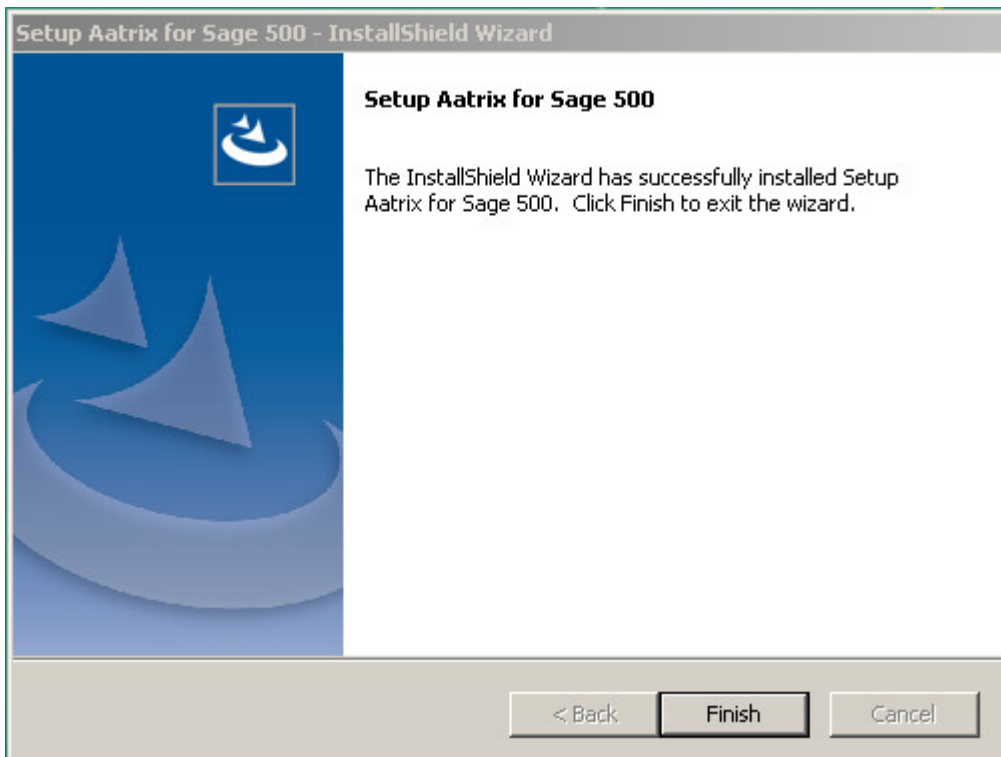 Setup Aatrix for Sage 500 - InstallShield Wizard
Setup Aatrix for Sage 500
The InstallShield Wizard has successfully installed Setup
Aatrix for Sage 500. Click Finish to exit the wizard.
< Back
Finish
Cancel